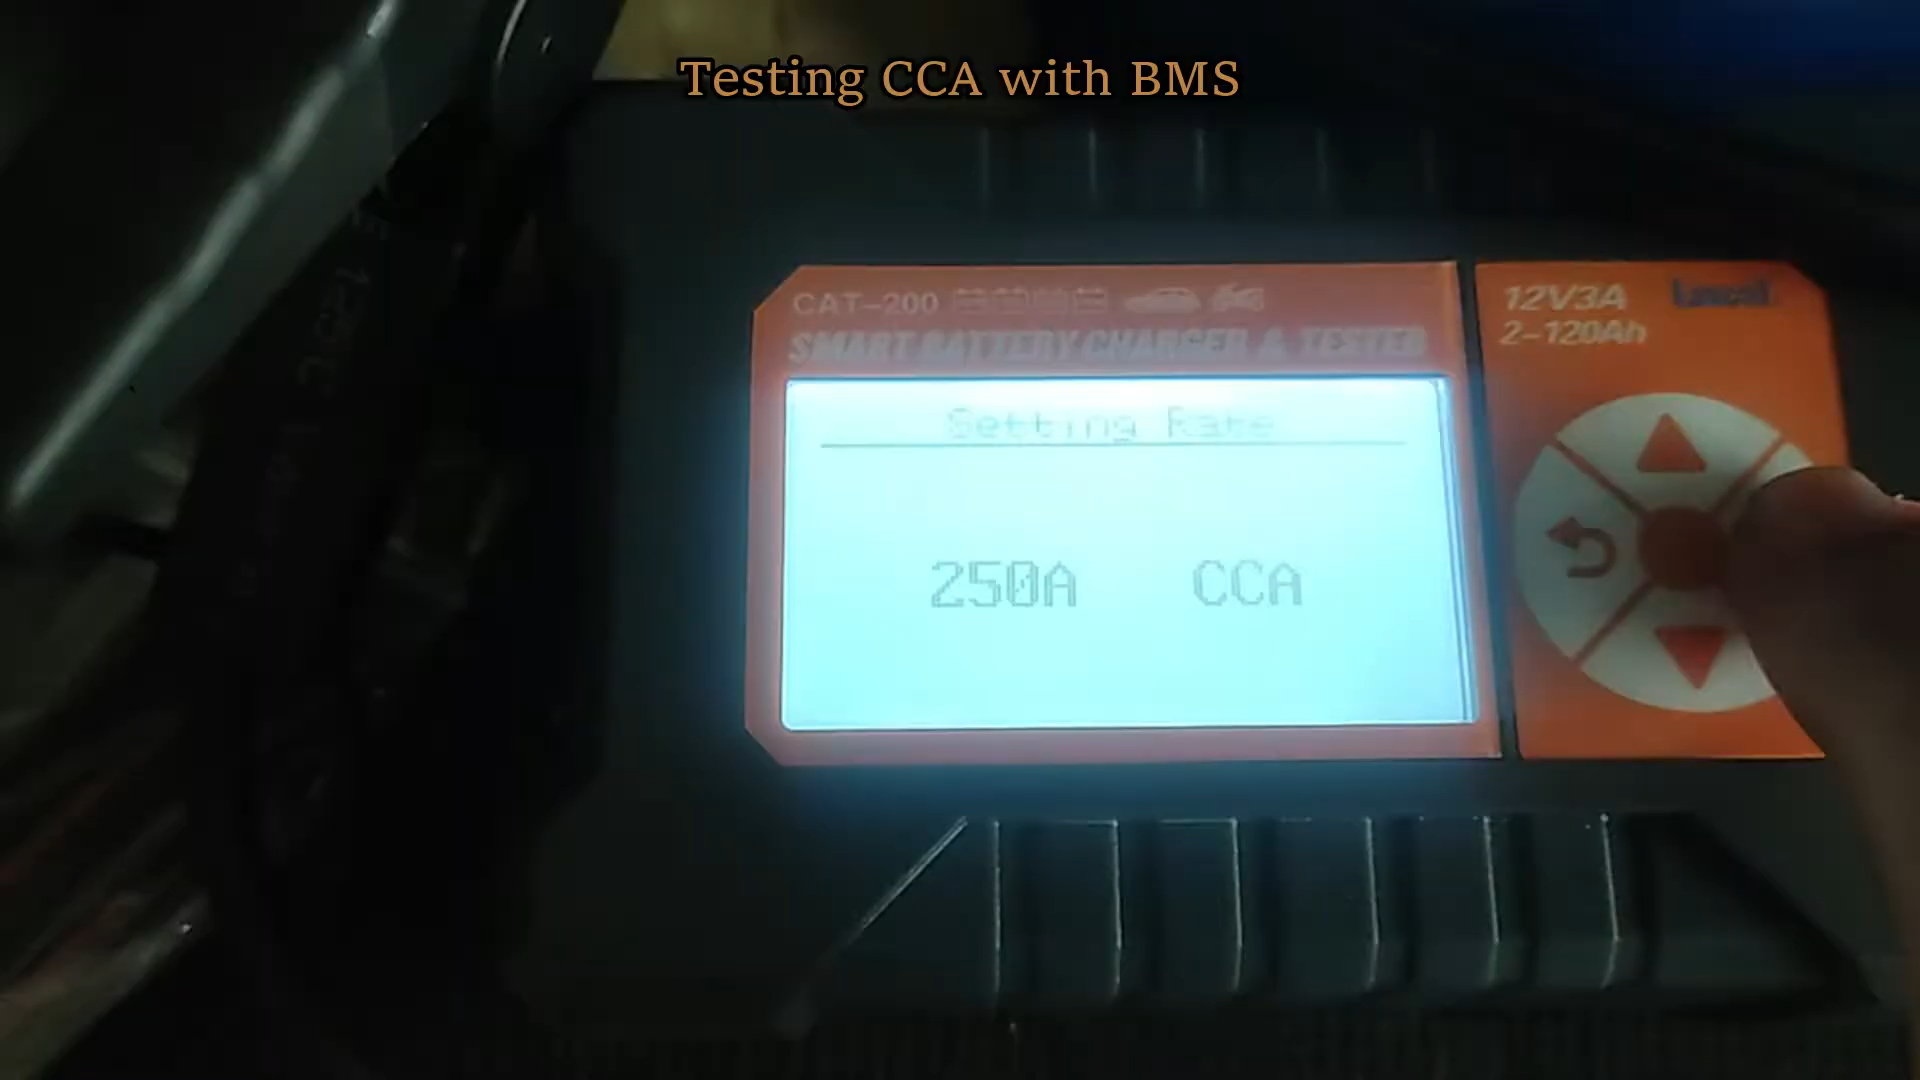 Testing CCA with BMS
CAT-200
SMART BATTERY CHARGER & TESTER
12V3A
2-120Ah
Setting Rate
250A CCA